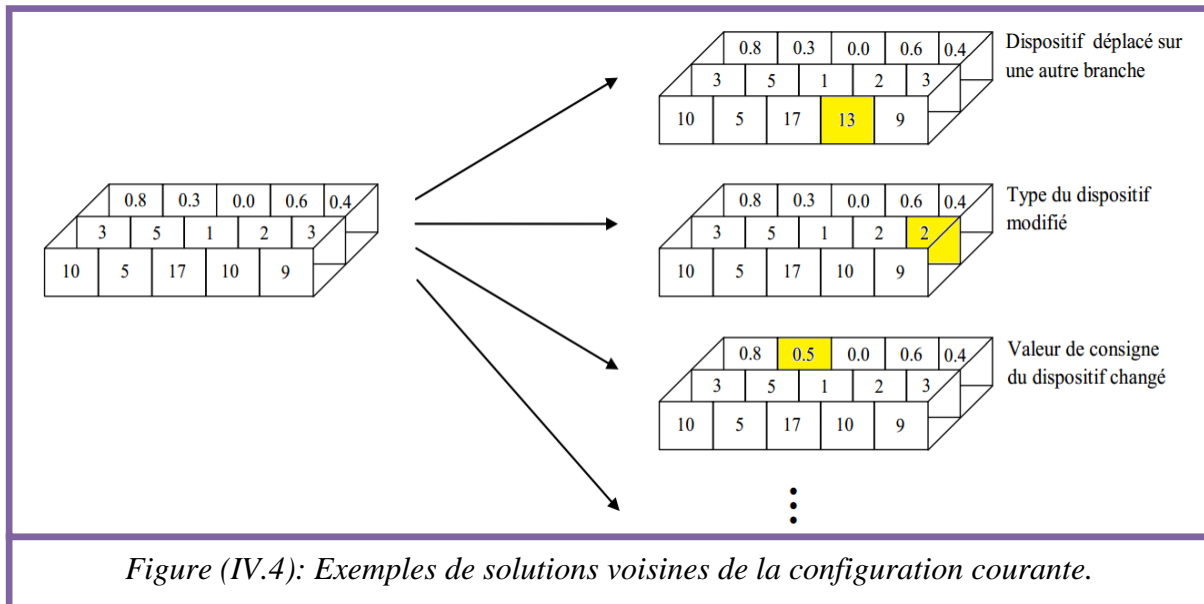 0.8 0.3 0.0 0.6 0.4
3 5 1 2 3
10 5 17 10 9
0.8 0.3 0.0 0.6 0.4
3 5 1 2 3
10 5 17 13 9
Dispositif déplacé sur
une autre branche
0.8 0.3 0.0 0.6 0.4
3 5 1 2 2
10 5 17 10 9
Type du dispositif
modifié
0.8 0.5 0.0 0.6 0.4
3 5 1 2 3
10 5 17 10 9
Valeur de consigne
du dispositif changé
Figure (IV.4): Exemples de solutions voisines de la configuration courante.